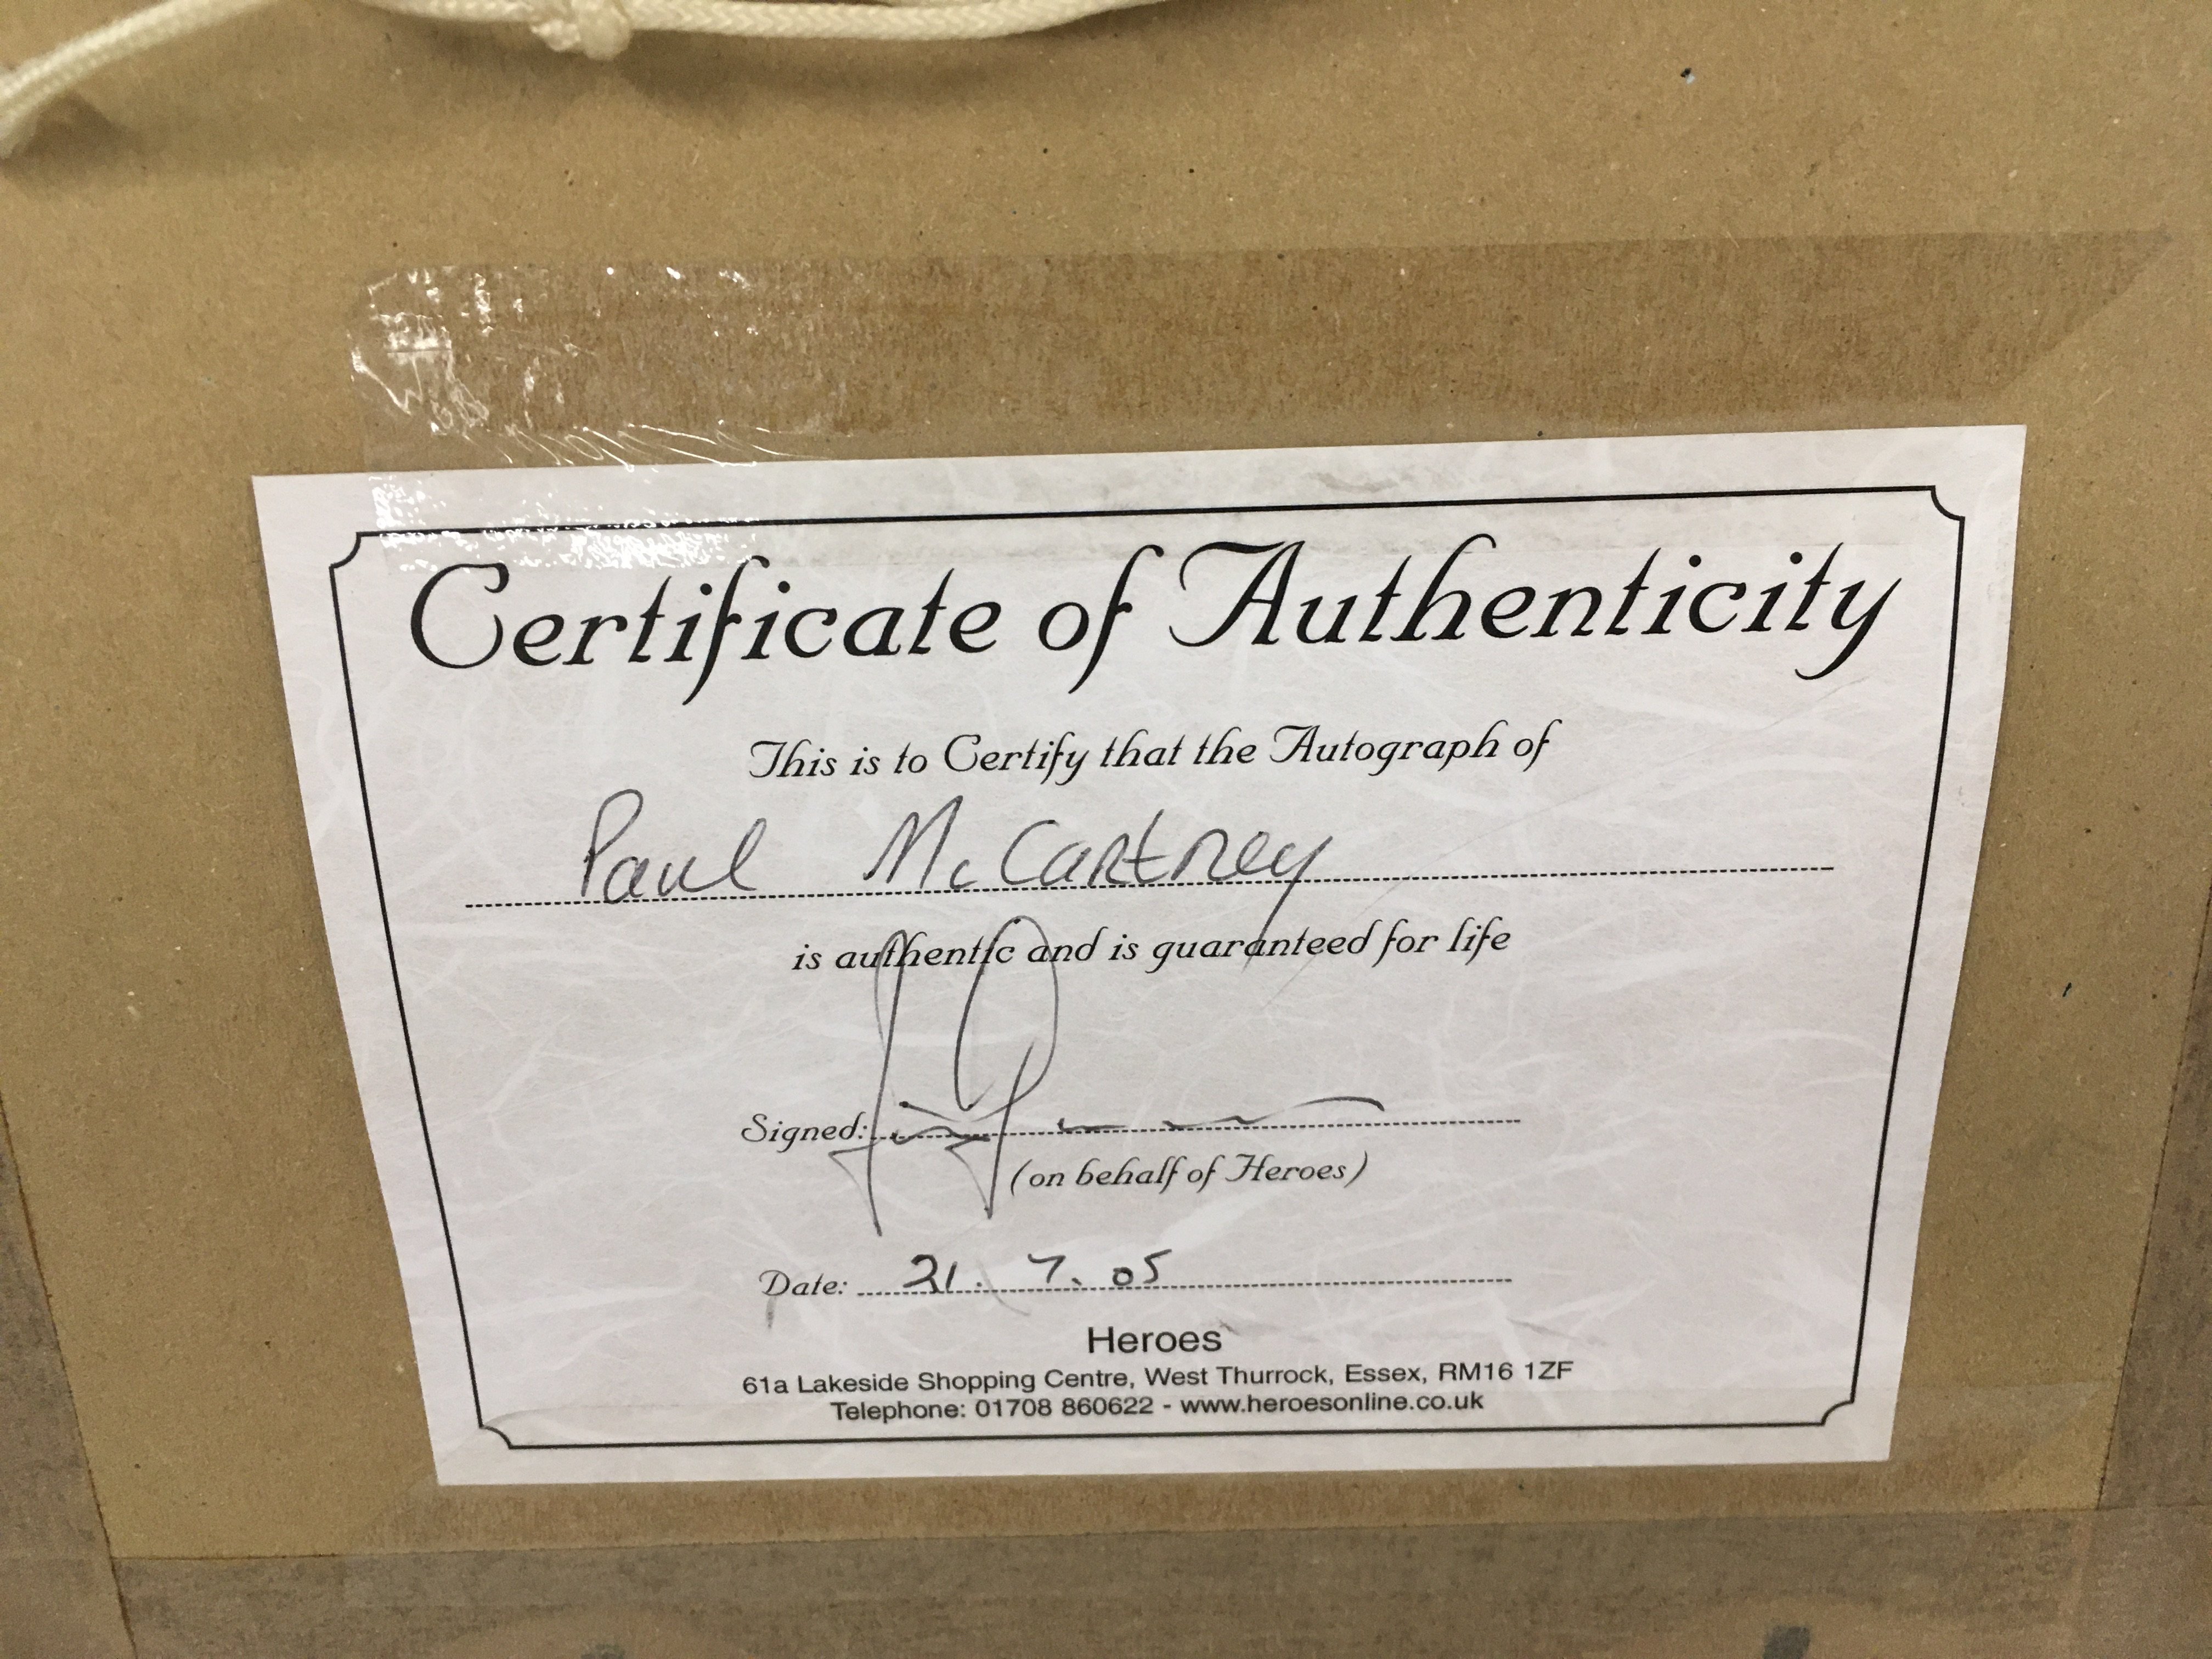 Certificate of Authenticity
This is to Certify that the Autograph of
Paul McCartney
is authentic and is guaranteed for life
Signed:
(on behalf of Heroes)
Date: 21. 7. 05
Heroes
61a Lakeside Shopping Centre, West Thurrock, Essex, RM16 1ZF
Telephone: 01708 860622 - www.heroesonline.co.uk